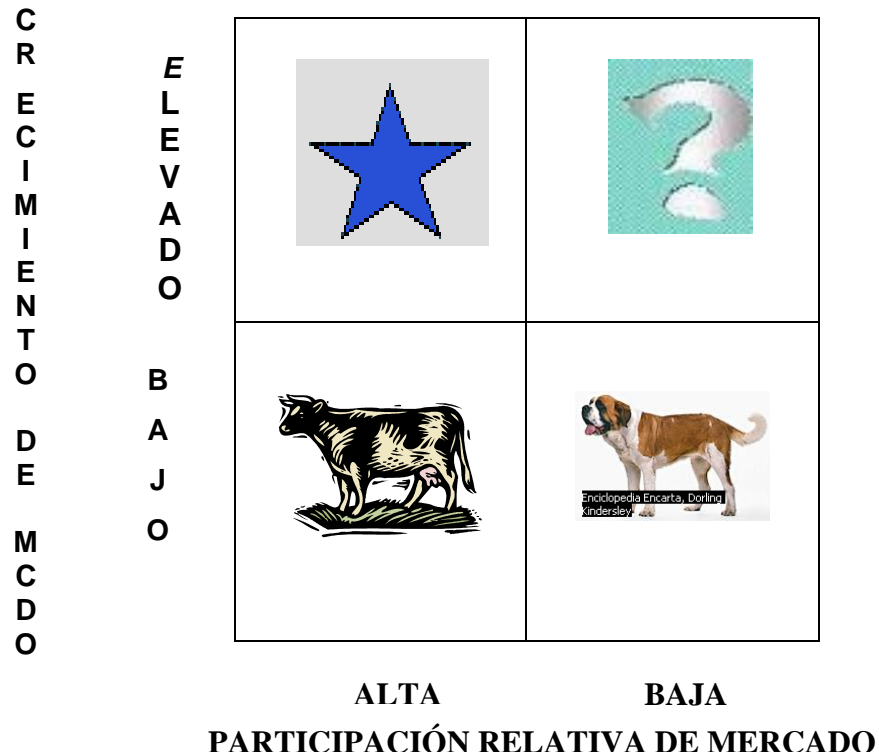 CRECIMIENTO DE MCDO
ELEVADO
BAJO
Enciclopedia Encarta, Dorling
Kindersley
ALTA BAJA
PARTICIPACIÓN RELATIVA DE MERCADO